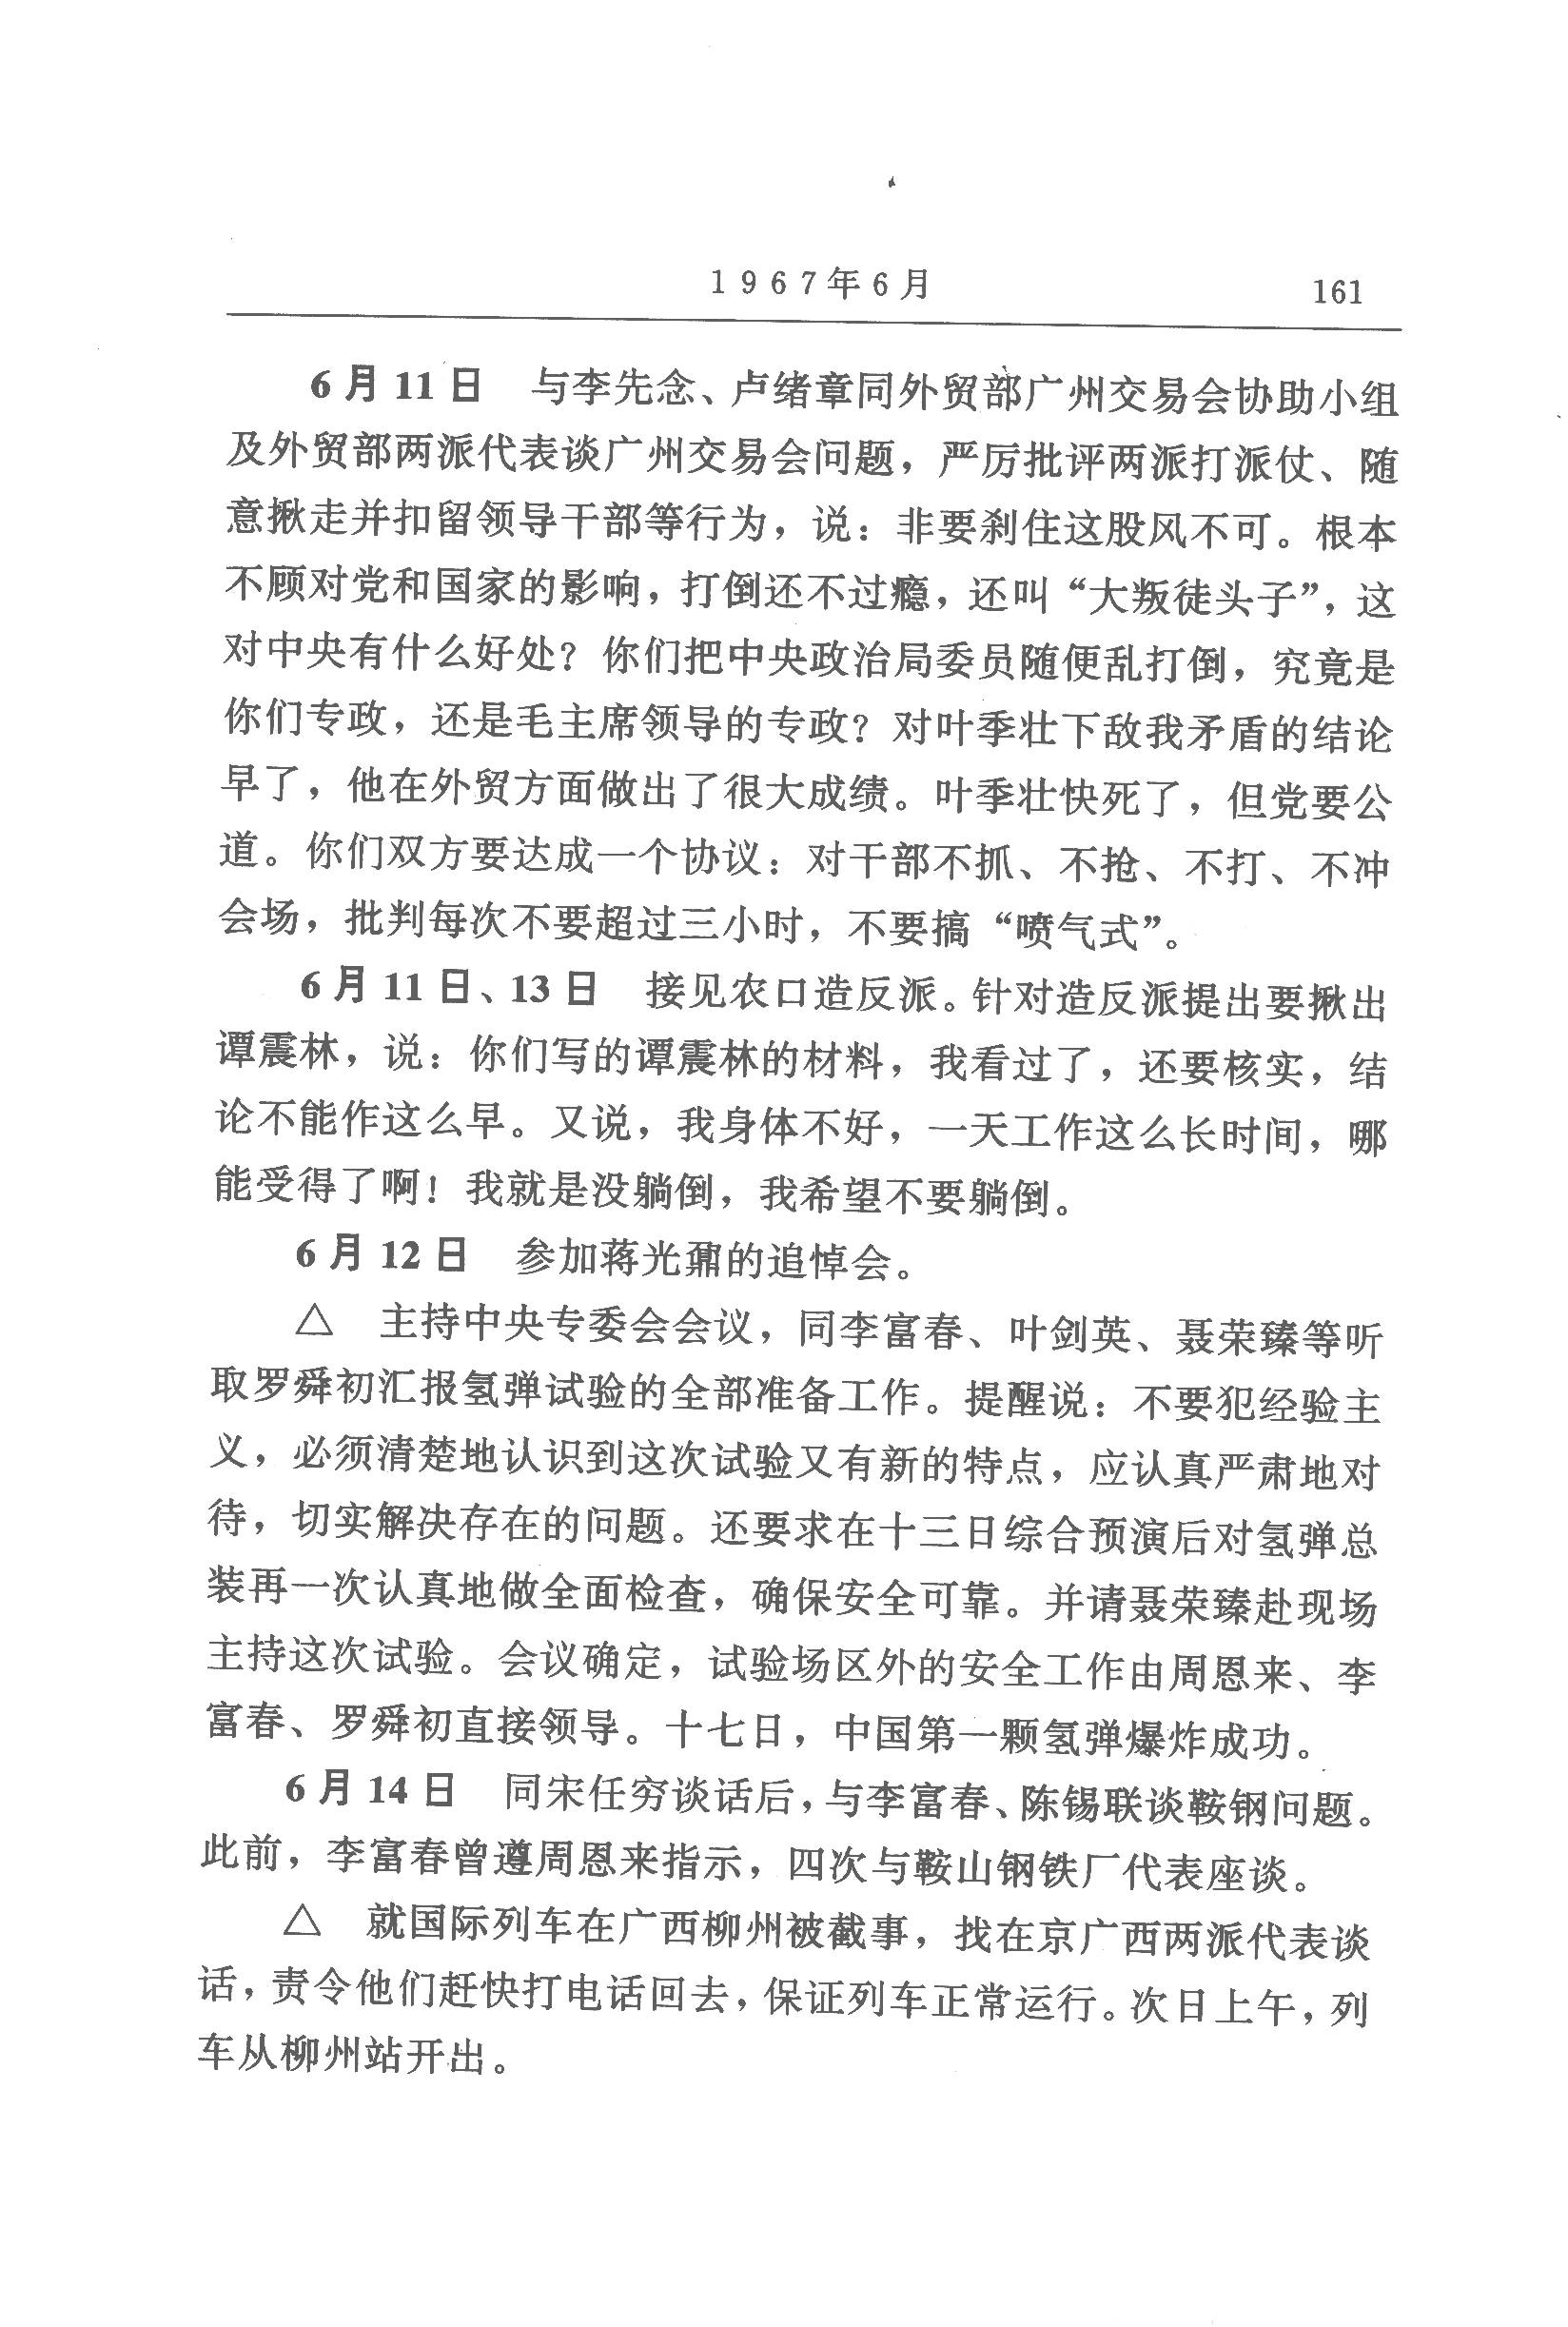 1967年6月 161
6月11日 与李先念、卢绪章同外贸部广州交易会协助小组
及外贸部两派代表谈广州交易会问题，严厉批评两派打派仗、随
意揪走并扣留领导干部等行为，说：非要刹住这股风不可。根本
不顾对党和国家的影响，打倒还不过瘾，还叫“大叛徒头子”，这
对中央有什么好处？你们把中央政治局委员随便乱打倒，究竟是
你们专政，还是毛主席领导的专政？对叶季壮下敌我矛盾的结论
早了，他在外贸方面做出了很大成绩。叶季壮快死了，但党要公
道。你们双方要达成一个协议：对干部不抓、不抢、不打、不冲
会场，批判每次不要超过三小时，不要搞“喷气式”。
6月11日、13日 接见农口造反派。针对造反派提出要揪出
谭震林，说：你们写的谭震林的材料，我看过了，还要核实，结
论不能作这么早。又说，我身体不好，一天工作这么长时间，哪
能受得了啊！我就是没躺倒，我希望不要躺倒。
6月12日 参加蒋光鼐的追悼会。
△ 主持中央专委会会议，同李富春、叶剑英、聂荣臻等听
取罗舜初汇报氢弹试验的全部准备工作。提醒说：不要犯经验主
义，必须清楚地认识到这次试验又有新的特点，应认真严肃地对
待，切实解决存在的问题。还要求在十三日综合预演后对氢弹总
装再一次认真地做全面检查，确保安全可靠。并请聂荣臻赴现场
主持这次试验。会议确定，试验场区外的安全工作由周恩来、李
富春、罗舜初直接领导。十七日，中国第一颗氢弹爆炸成功。
6月14日 同宋任穷谈话后，与李富春、陈锡联谈鞍钢问题。
此前，李富春曾遵周恩来指示，四次与鞍山钢铁厂代表座谈。
△ 就国际列车在广西柳州被截事，找在京广西两派代表谈
话，责令他们赶快打电话回去，保证列车正常运行。次日上午，列
车从柳州站开出。